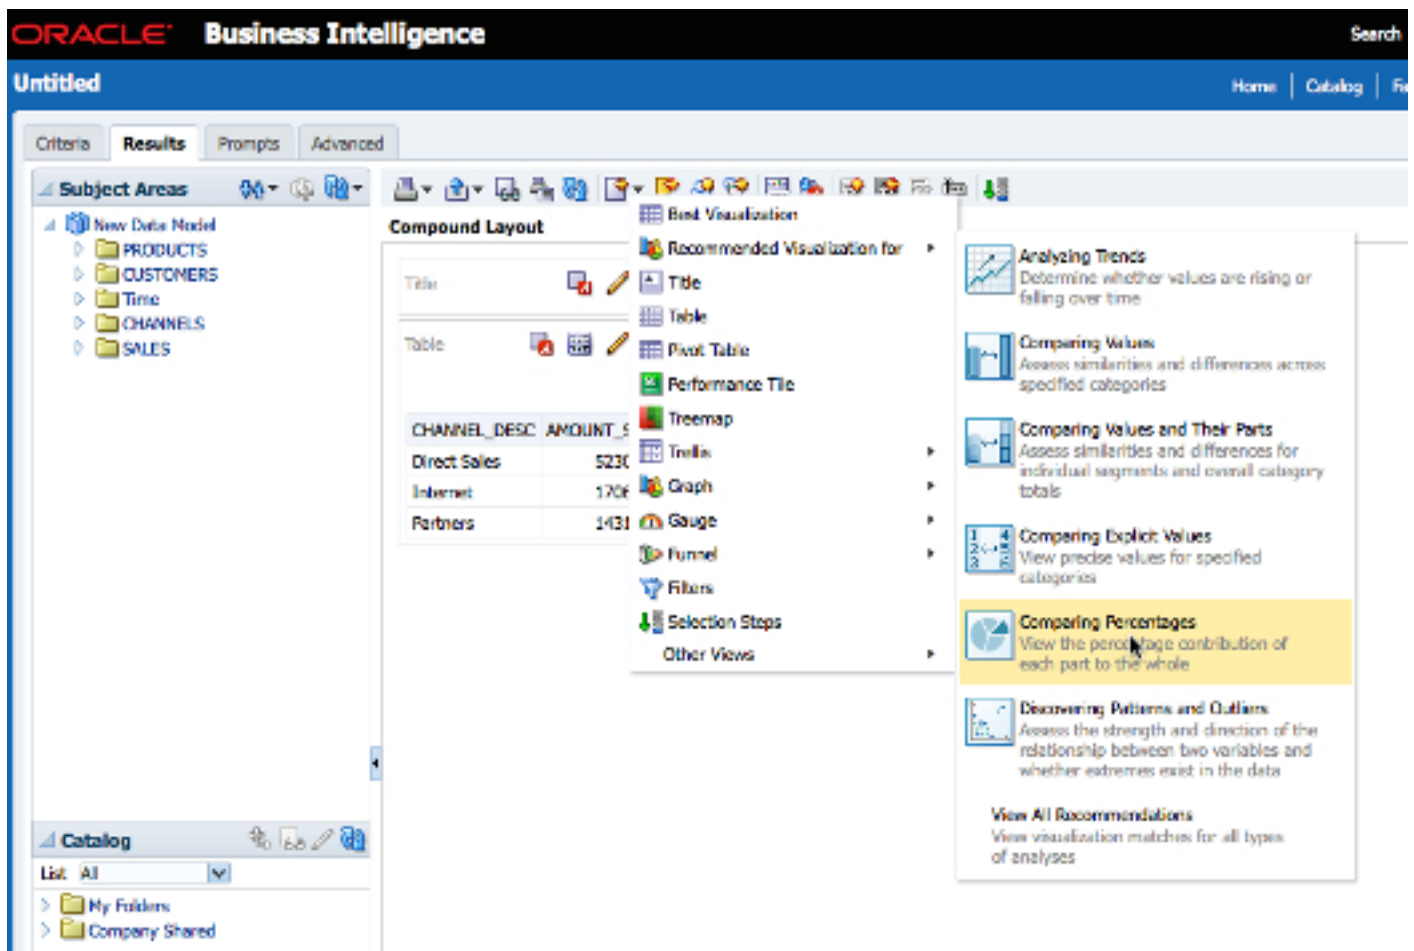 ORACLE Business Intelligence Search
Untitled Home Catalog
Criteria Results Prompts Advanced
Subject Areas
New Data Model
PRODUCTS
CUSTOMERS
Time
CHANNELS
SALES
Compound Layout
Title
Table
CHANNEL_DESC AMOUNT_S
Direct Sales 5230
Internet 1706
Partners 1431
Best Visualization
Recommended Visualization for
Title
Table
Pivot Table
Performance Tile
Treemap
Trellis
Graph
Gauge
Funnel
Filters
Selection Steps
Other Views
Analyzing Trends
Determine whether values are rising or
falling over time
Comparing Values
Assess similarities and differences across
specified categories
Comparing Values and Their Parts
Assess similarities and differences for
individual segments and overall category
totals
Comparing Explicit Values
View precise values for specified
categories
Comparing Percentages
View the percentage contribution of
each part to the whole
Discovering Patterns and Outliers
Assess the strength and direction of the
relationship between two variables and
whether extremes exist in the data
View All Recommendations
View visualization matches for all types
of analyses
Catalog
List All
My Folders
Company Shared